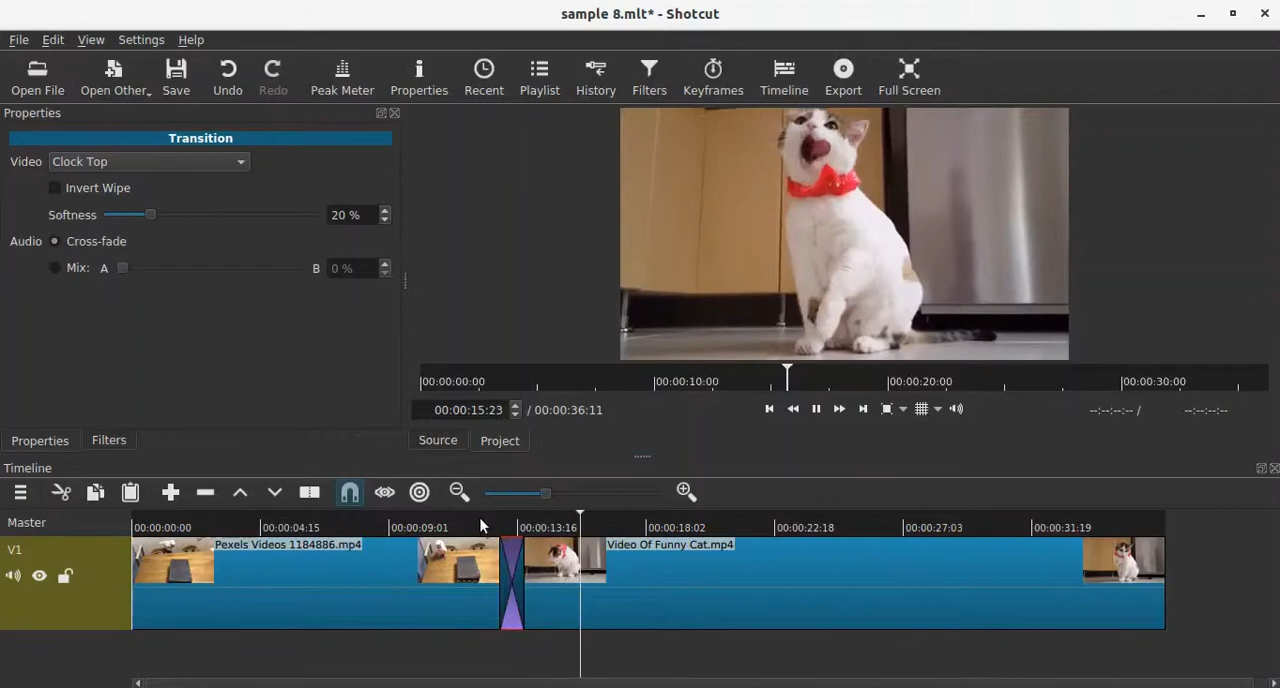 sample 8.mlt* - Shotcut
File Edit View Settings Help
Open File Open Other Save Undo Redo Peak Meter Properties Recent Playlist History Filters Keyframes Timeline Export Full Screen
Properties
Transition
Video Clock Top
Invert Wipe
Softness 20 %
Audio Cross-fade
Mix: A B 0 %
00:00:00:00 00:00:10:00 00:00:20:00 00:00:30:00
00:00:15:23 / 00:00:36:11 --:--:--:-- / --:--:--:--
Properties Filters Source Project
Timeline
Master 00:00:00:00 00:00:04:15 00:00:09:01 00:00:13:16 00:00:18:02 00:00:22:18 00:00:27:03 00:00:31:19
V1 Pexels Videos 1184886.mp4 Video Of Funny Cat.mp4